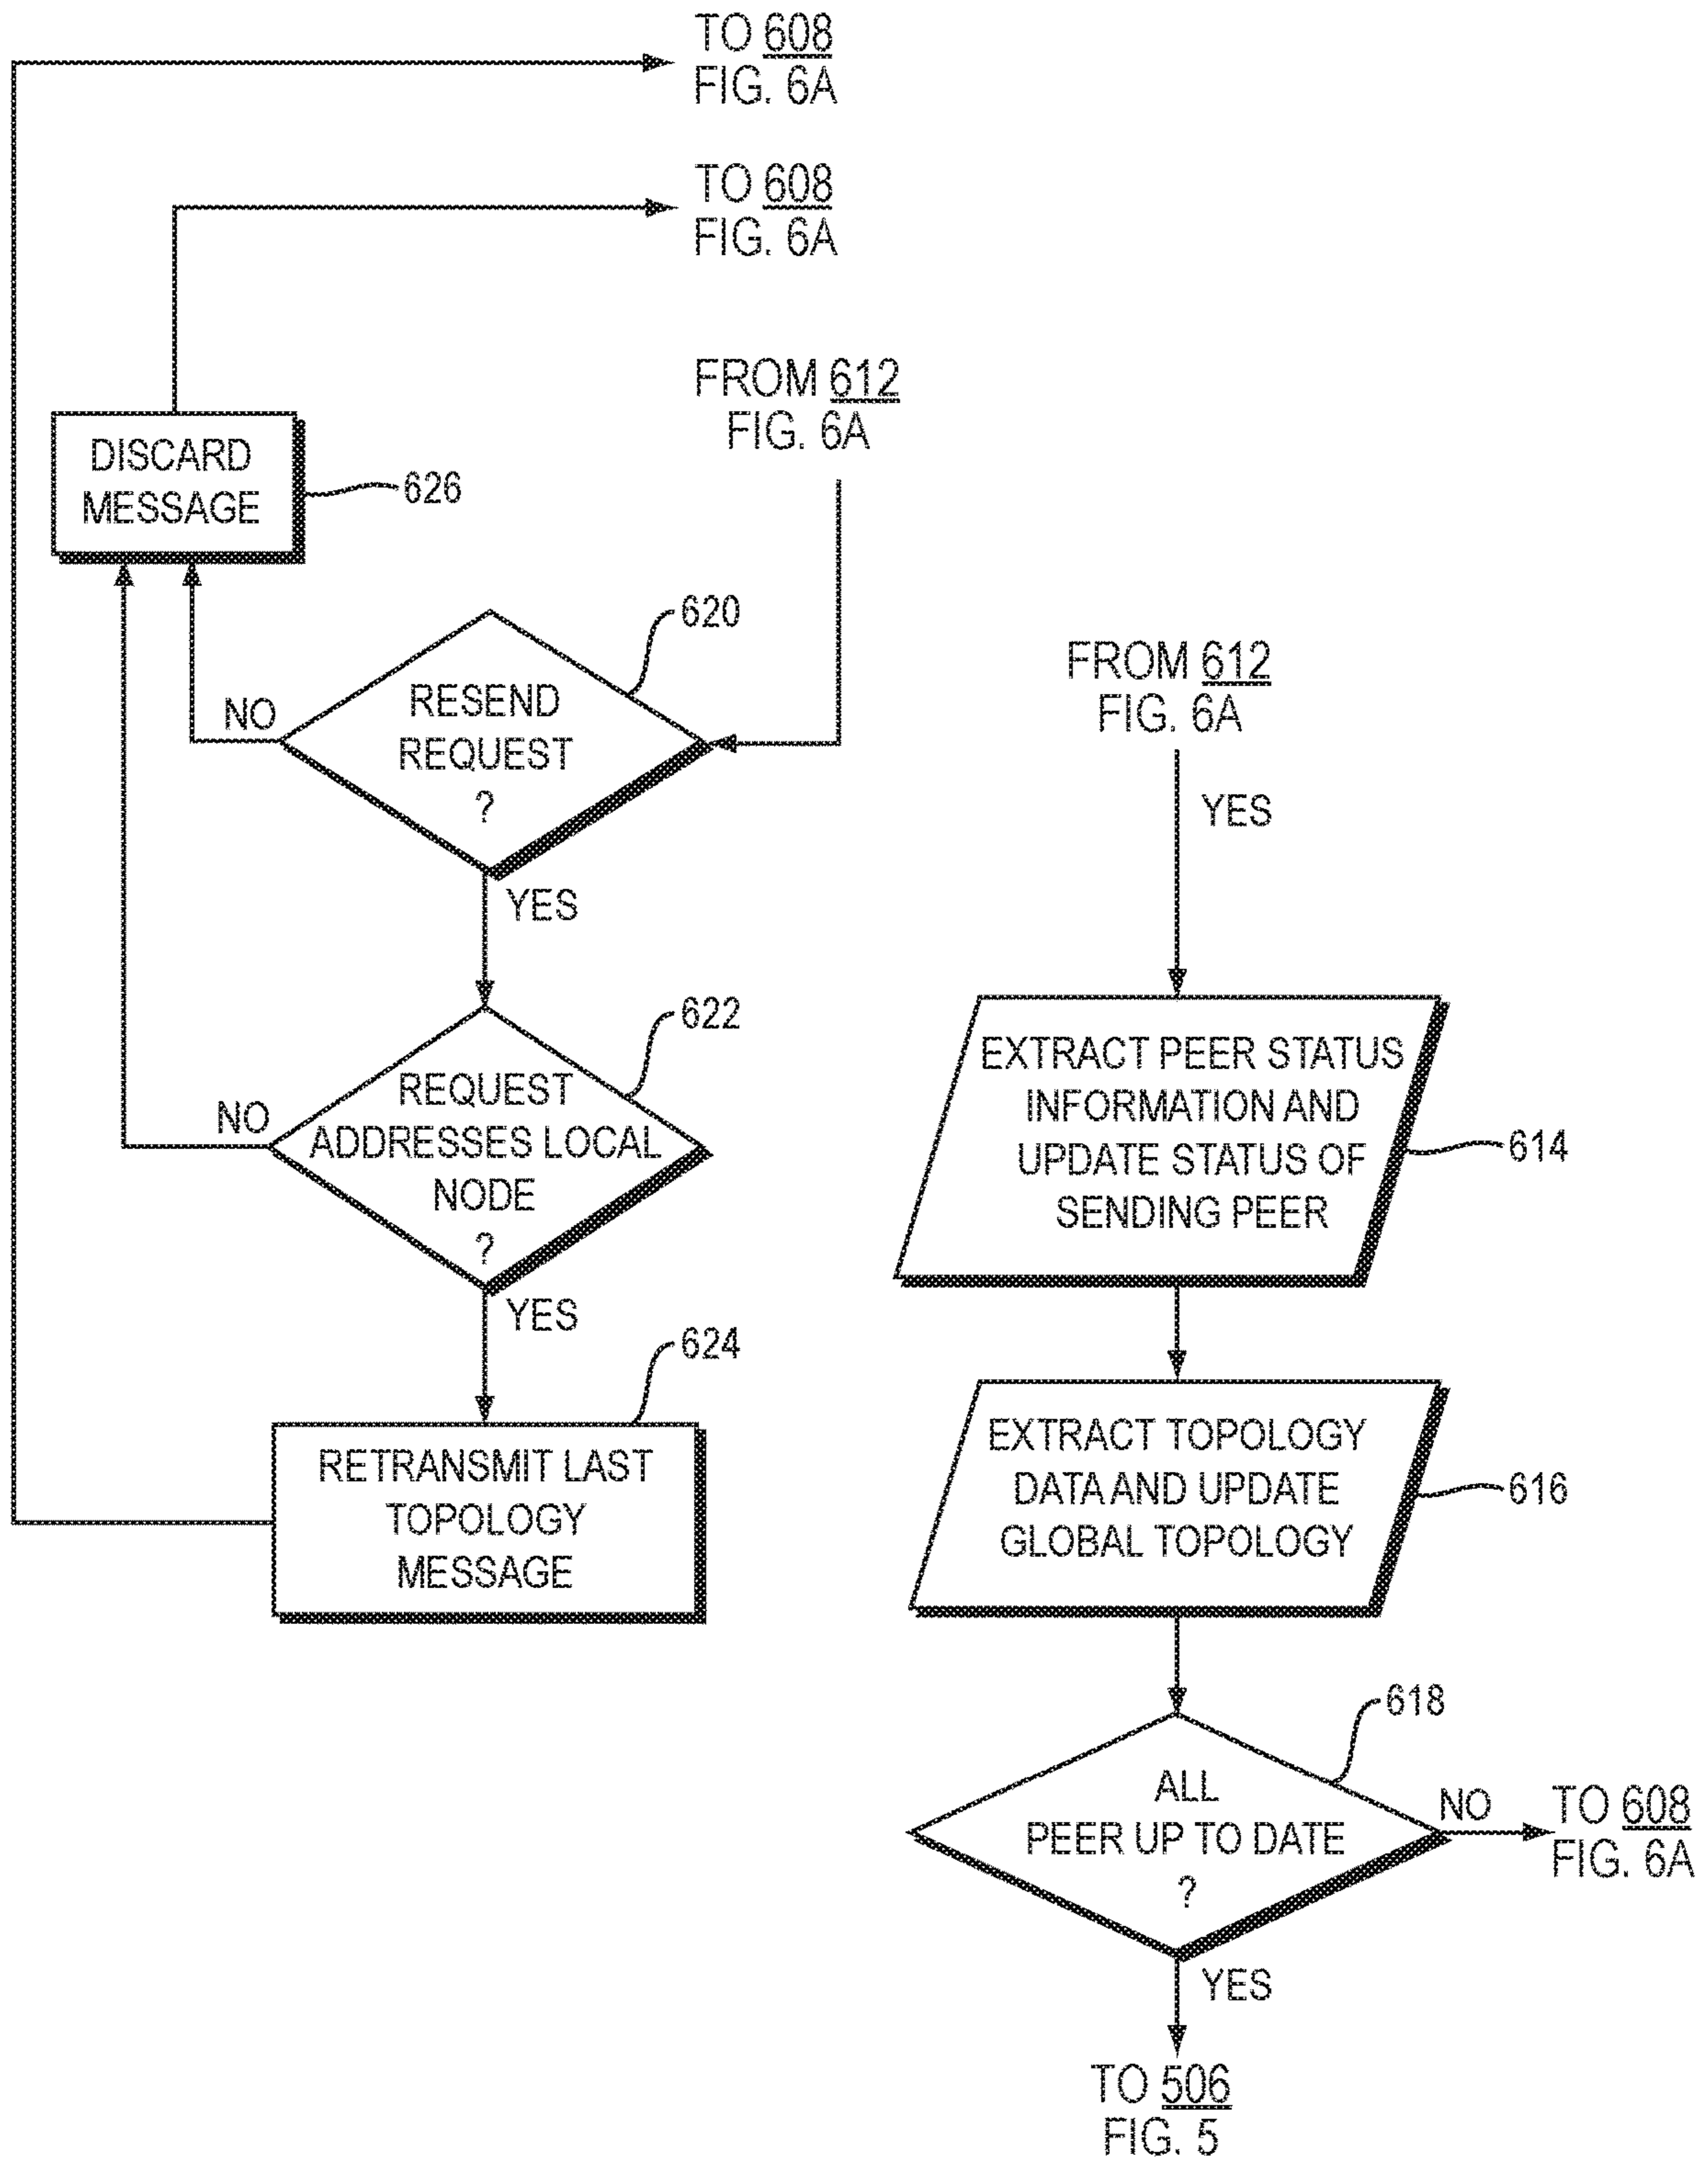 TO 608
FIG. 6A
TO 608
FIG. 6A
FROM 612
FIG. 6A
DISCARD
MESSAGE
626
620
RESEND
REQUEST
?
NO
YES
622
REQUEST
ADDRESSES LOCAL
NODE
?
NO
YES
624
RETRANSMIT LAST
TOPOLOGY
MESSAGE
FROM 612
FIG. 6A
YES
EXTRACT PEER STATUS
INFORMATION AND
UPDATE STATUS OF
SENDING PEER
614
EXTRACT TOPOLOGY
DATA AND UPDATE
GLOBAL TOPOLOGY
616
618
ALL
PEER UP TO DATE
?
NO
TO 608
FIG. 6A
YES
TO 506
FIG. 5